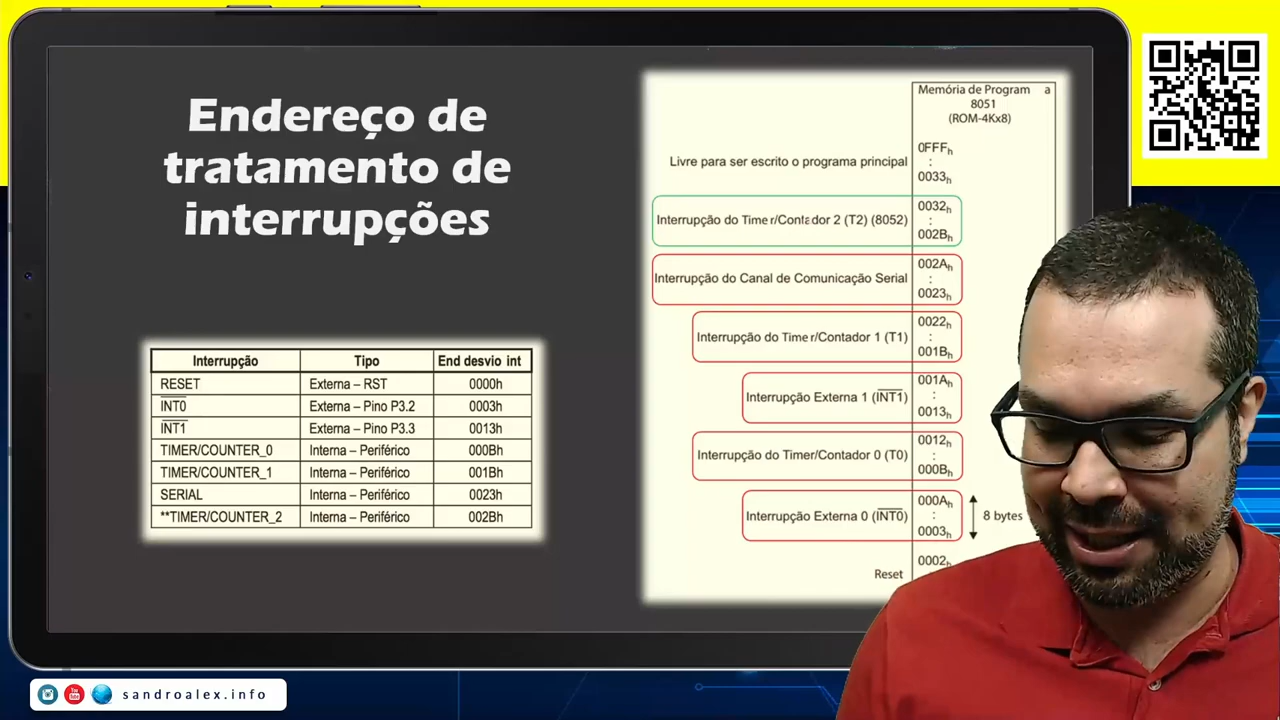 Endereço de
tratamento de
interrupções
Interrupção Tipo End desvio int
RESET Externa – RST 0000h
INT0 Externa – Pino P3.2 0003h
INT1 Externa – Pino P3.3 0013h
TIMER/COUNTER_0 Interna – Periférico 000Bh
TIMER/COUNTER_1 Interna – Periférico 001Bh
SERIAL Interna – Periférico 0023h
**TIMER/COUNTER_2 Interna – Periférico 002Bh
Memória de Program a
8051
(ROM-4Kx8)
0FFFh
Livre para ser escrito o programa principal :
0033h
0032h
Interrupção do Timer/Contador 2 (T2) (8052) :
002Bh
002Ah
Interrupção do Canal de Comunicação Serial :
0023h
0022h
Interrupção do Timer/Contador 1 (T1) :
001Bh
001Ah
Interrupção Externa 1 (INT1) :
0013h
0012h
Interrupção do Timer/Contador 0 (T0) :
000Bh
000Ah
Interrupção Externa 0 (INT0) : 8 bytes
0003h
0002h
Reset
sandroalex.info